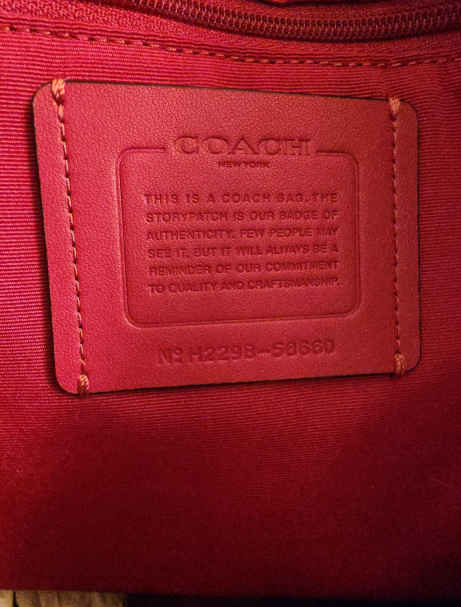 COACH
NEW YORK
THIS IS A COACH BAG. THE
STORYPATCH IS OUR BADGE OF
AUTHENTICITY. FEW PEOPLE MAY
SEE IT, BUT IT WILL ALWAYS BE A
REMINDER OF OUR COMMITMENT
TO QUALITY AND CRAFTSMANSHIP.
Nº H2298-50660